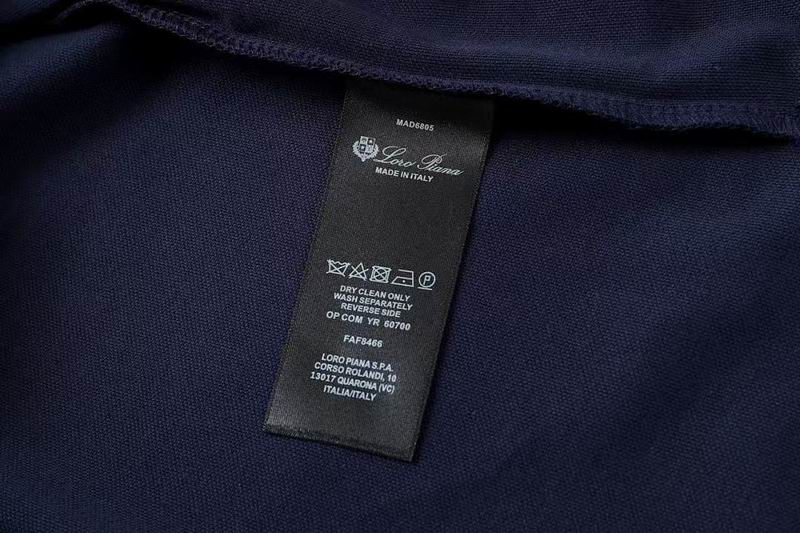 MAD6805
Loro Piana
MADE IN ITALY
P
DRY CLEAN ONLY
WASH SEPARATELY
REVERSE SIDE
OP COM YR 60700
FAF8466
LORO PIANA S.P.A.
CORSO ROLANDI, 10
13017 QUARONA (VC)
ITALIA/ITALY